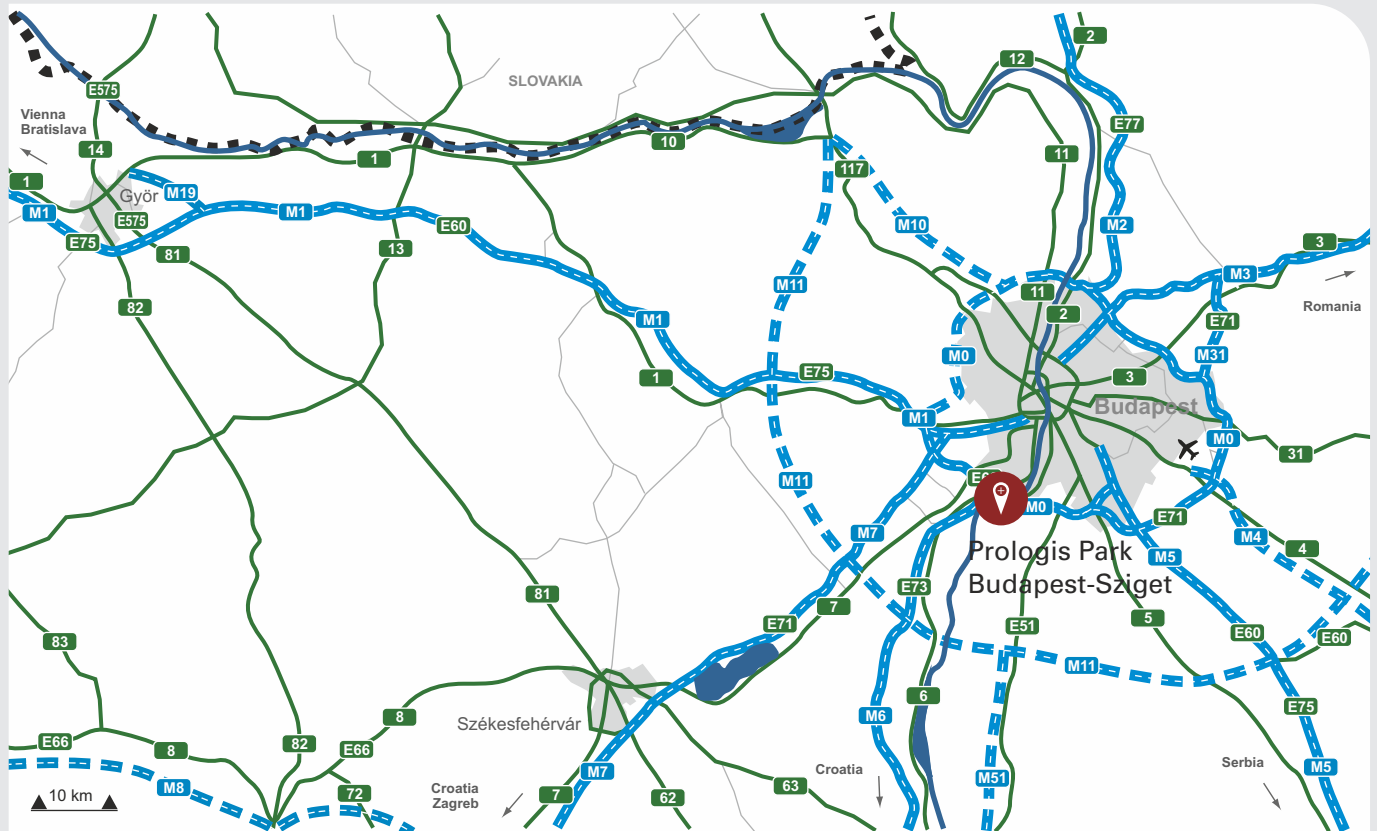 2
12
SLOVAKIA
E575
Vienna
Bratislava
E77
10
14
11
1
117
1
M19
Györ
M1
M1
E575
E60
M10
M2
E75
81
13
3
M3
M11
11
Romania
82
2
M1
E71
M0
M31
1
E75
3
Budapest
M1
M0
31
M11
M0
E71
M7
M4
Prologis Park
Budapest-Sziget
M5
4
E73
81
7
E71
E51
5
83
E60
E60
M11
6
8
Székesfehérvár
M6
E75
E66
8
82
E66
M7
Croatia
Serbia
M5
M51
M8
10 km
72
Croatia
Zagreb
7
62
63